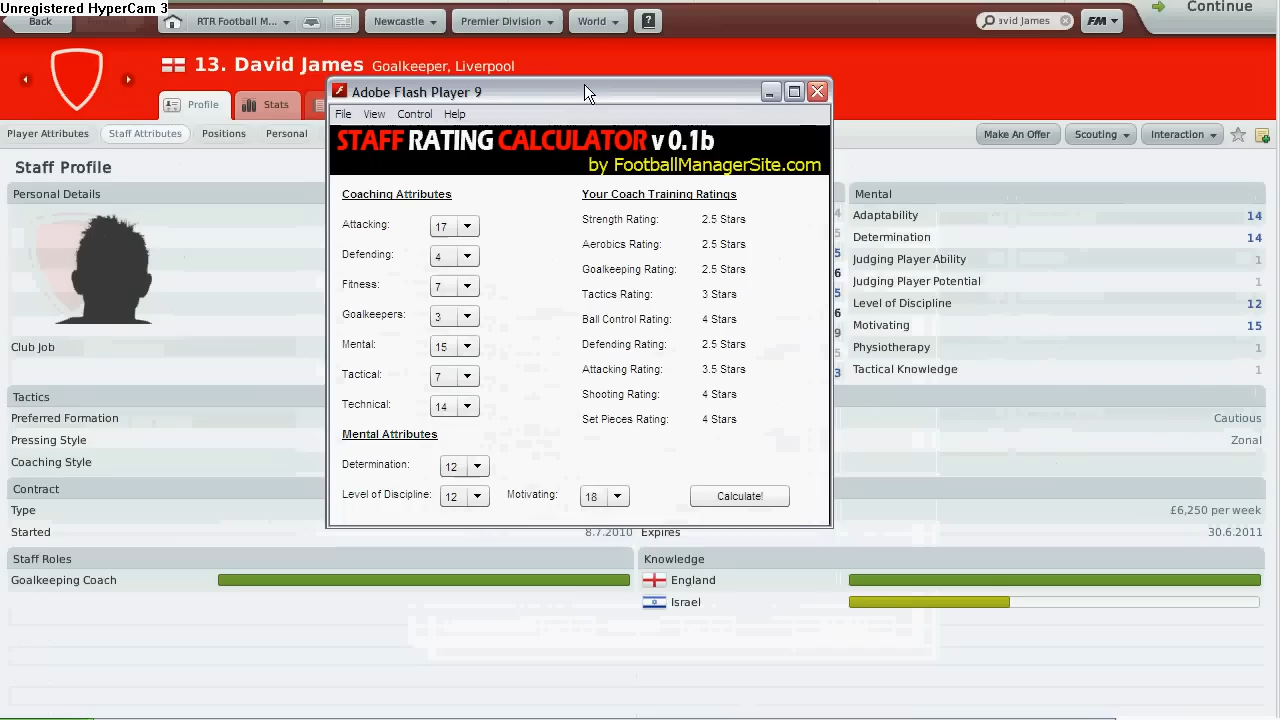 Unregistered HyperCam 3
Back RTR Football M... Newcastle Premier Division World ? vid James FM Continue
13. David James Goalkeeper, Liverpool
Profile Stats
Player Attributes Staff Attributes Positions Personal Make An Offer Scouting Interaction
Adobe Flash Player 9
File View Control Help
STAFF RATING CALCULATOR v 0.1b
by FootballManagerSite.com
Coaching Attributes
Attacking: 17
Defending: 4
Fitness: 7
Goalkeepers: 3
Mental: 15
Tactical: 7
Technical: 14
Mental Attributes
Determination: 12
Level of Discipline: 12 Motivating: 18 Calculate!
Your Coach Training Ratings
Strength Rating: 2.5 Stars
Aerobics Rating: 2.5 Stars
Goalkeeping Rating: 2.5 Stars
Tactics Rating: 3 Stars
Ball Control Rating: 4 Stars
Defending Rating: 2.5 Stars
Attacking Rating: 3.5 Stars
Shooting Rating: 4 Stars
Set Pieces Rating: 4 Stars
Staff Profile
Personal Details
Club Job
Tactics
Preferred Formation
Pressing Style Cautious
Coaching Style Zonal
Contract
Type £6,250 per week
Started 8.7.2010 Expires 30.6.2011
Mental
Adaptability 14
Determination 14
Judging Player Ability 1
Judging Player Potential 1
Level of Discipline 12
Motivating 15
Physiotherapy 1
Tactical Knowledge 1
Staff Roles
Goalkeeping Coach
Knowledge
England
Israel